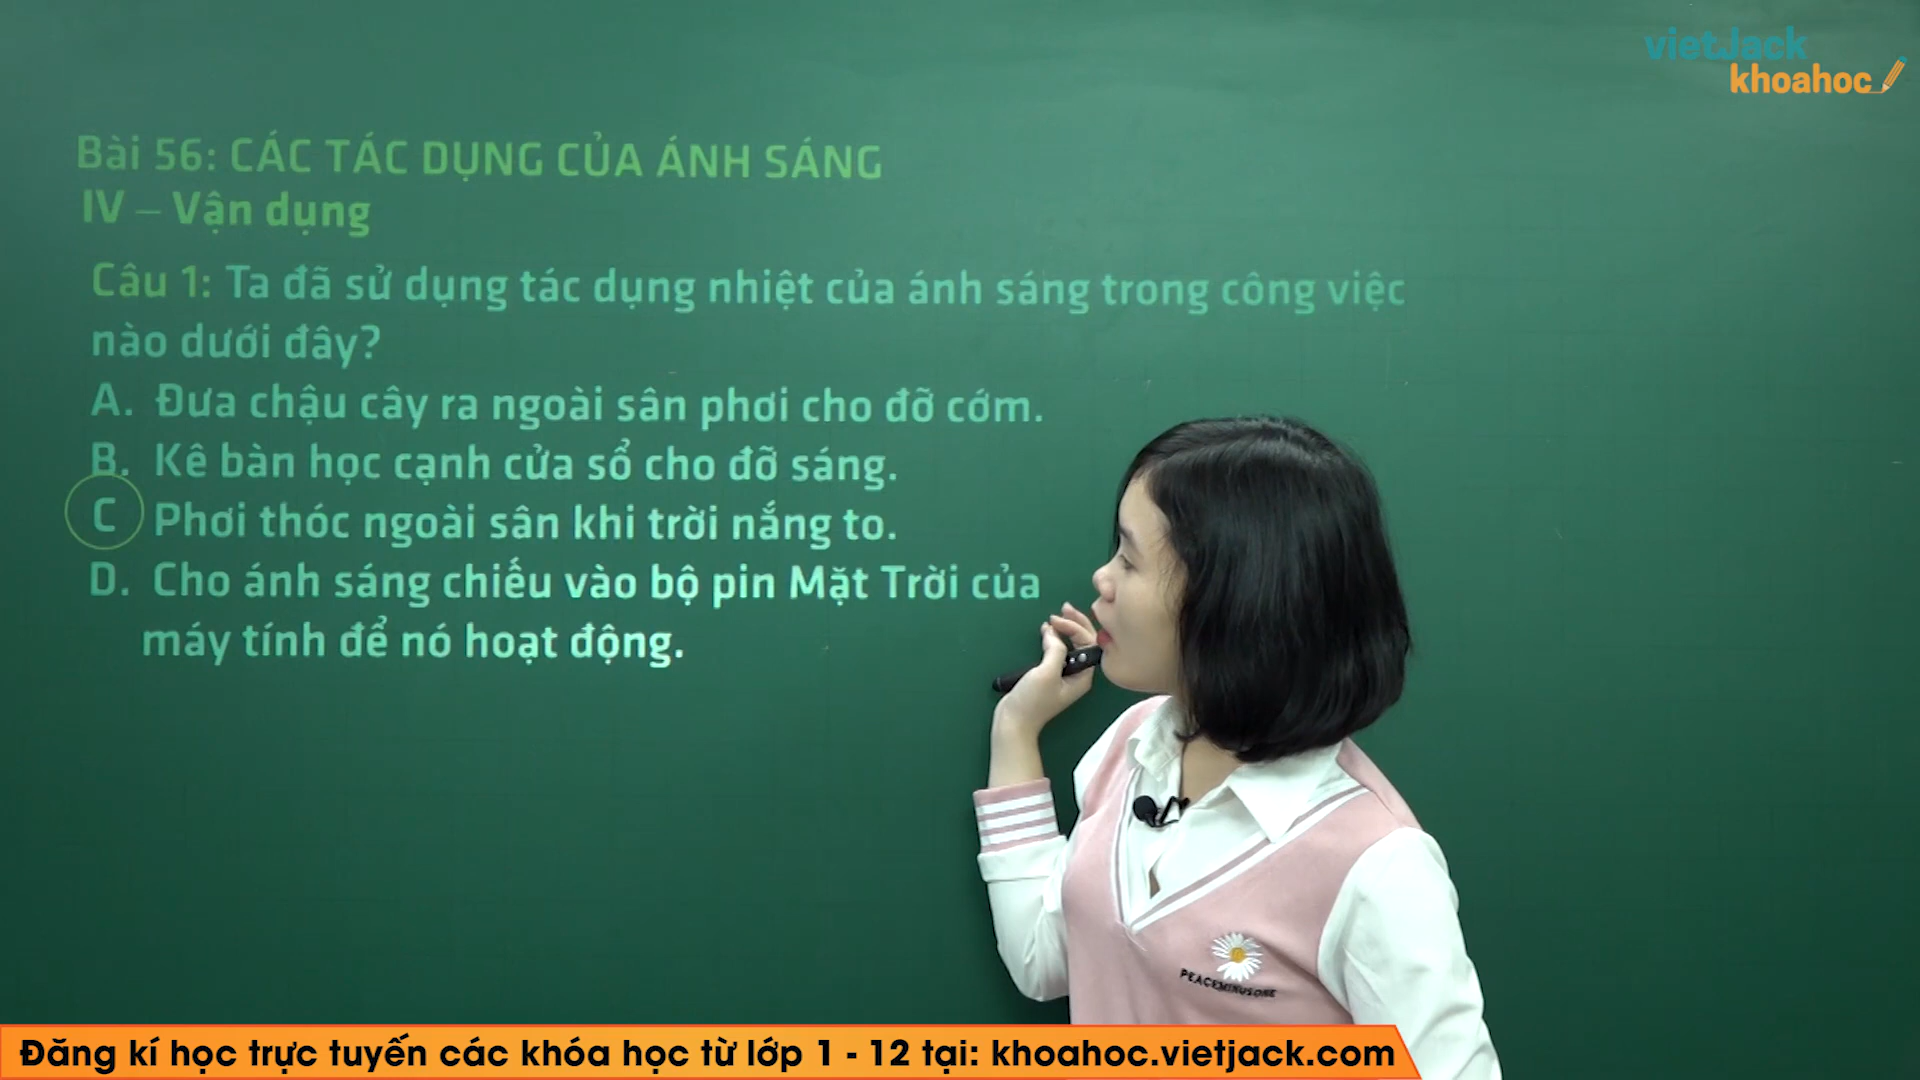 vietJack
khoahoc
Bài 56: CÁC TÁC DỤNG CỦA ÁNH SÁNG
IV – Vận dụng
Câu 1: Ta đã sử dụng tác dụng nhiệt của ánh sáng trong công việc
nào dưới đây?
A. Đưa chậu cây ra ngoài sân phơi cho đỡ cớm.
B. Kê bàn học cạnh cửa sổ cho đỡ sáng.
C Phơi thóc ngoài sân khi trời nắng to.
D. Cho ánh sáng chiếu vào bộ pin Mặt Trời của
máy tính để nó hoạt động.
PEACEMINUSONE
Đăng kí học trực tuyến các khóa học từ lớp 1 - 12 tại: khoahoc.vietjack.com